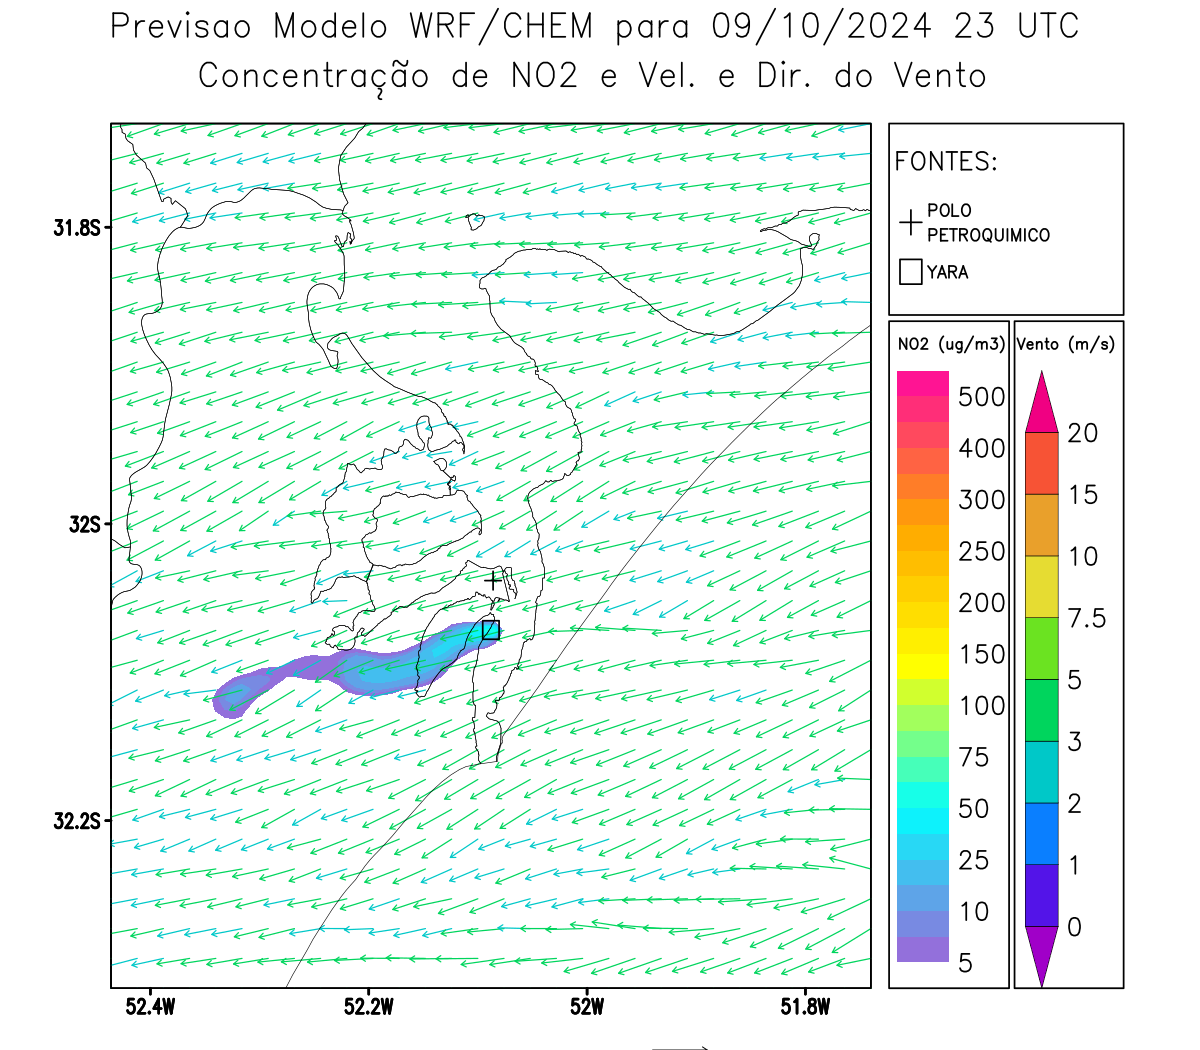 Previsao Modelo WRF/CHEM para 09/10/2024 23 UTC
Concentração de NO2 e Vel. e Dir. do Vento
FONTES:
POLO
PETROQUIMICO
YARA
31.8S
32S
32.2S
52.4W
52.2W
52W
51.8W
NO2 (ug/m3)
500
400
300
250
200
150
100
75
50
25
10
5
Vento (m/s)
20
15
10
7.5
5
3
2
1
0